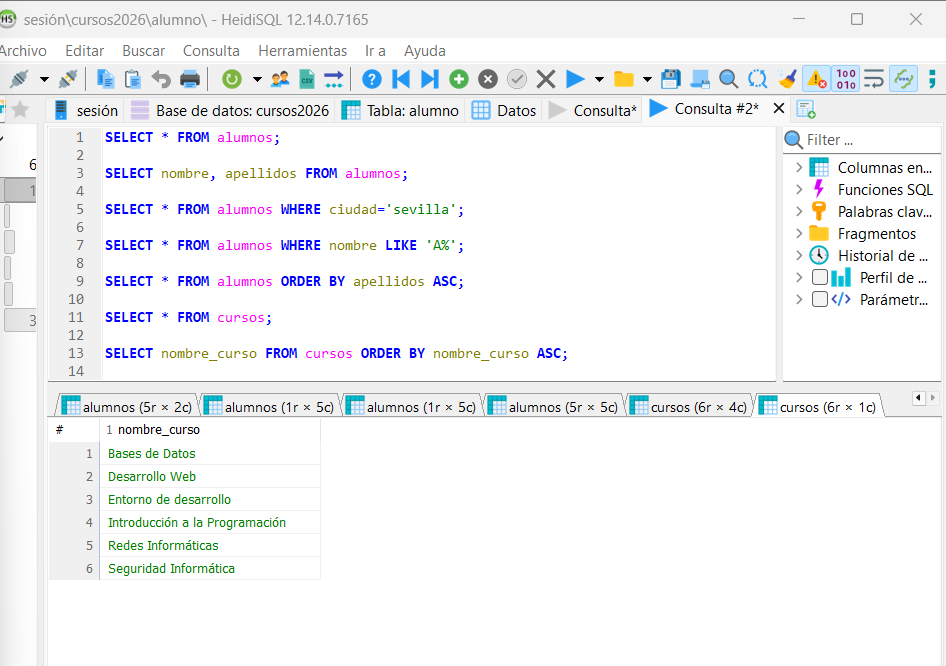 HS sesión\cursos2026\alumno\ - HeidiSQL 12.14.0.7165
Archivo Editar Buscar Consulta Herramientas Ir a Ayuda
sesión Base de datos: cursos2026 Tabla: alumno Datos Consulta* Consulta #2*
1 SELECT * FROM alumnos;
2
3 SELECT nombre, apellidos FROM alumnos;
4
5 SELECT * FROM alumnos WHERE ciudad='sevilla';
6
7 SELECT * FROM alumnos WHERE nombre LIKE 'A%';
8
9 SELECT * FROM alumnos ORDER BY apellidos ASC;
10
11 SELECT * FROM cursos;
12
13 SELECT nombre_curso FROM cursos ORDER BY nombre_curso ASC;
14
6
1
3
Filter ...
Columnas en...
Funciones SQL
Palabras clav...
Fragmentos
Historial de ...
Perfil de ...
Parámetr...
alumnos (5r × 2c) alumnos (1r × 5c) alumnos (1r × 5c) alumnos (5r × 5c) cursos (6r × 4c) cursos (6r × 1c)
# 1 nombre_curso
1 Bases de Datos
2 Desarrollo Web
3 Entorno de desarrollo
4 Introducción a la Programación
5 Redes Informáticas
6 Seguridad Informática